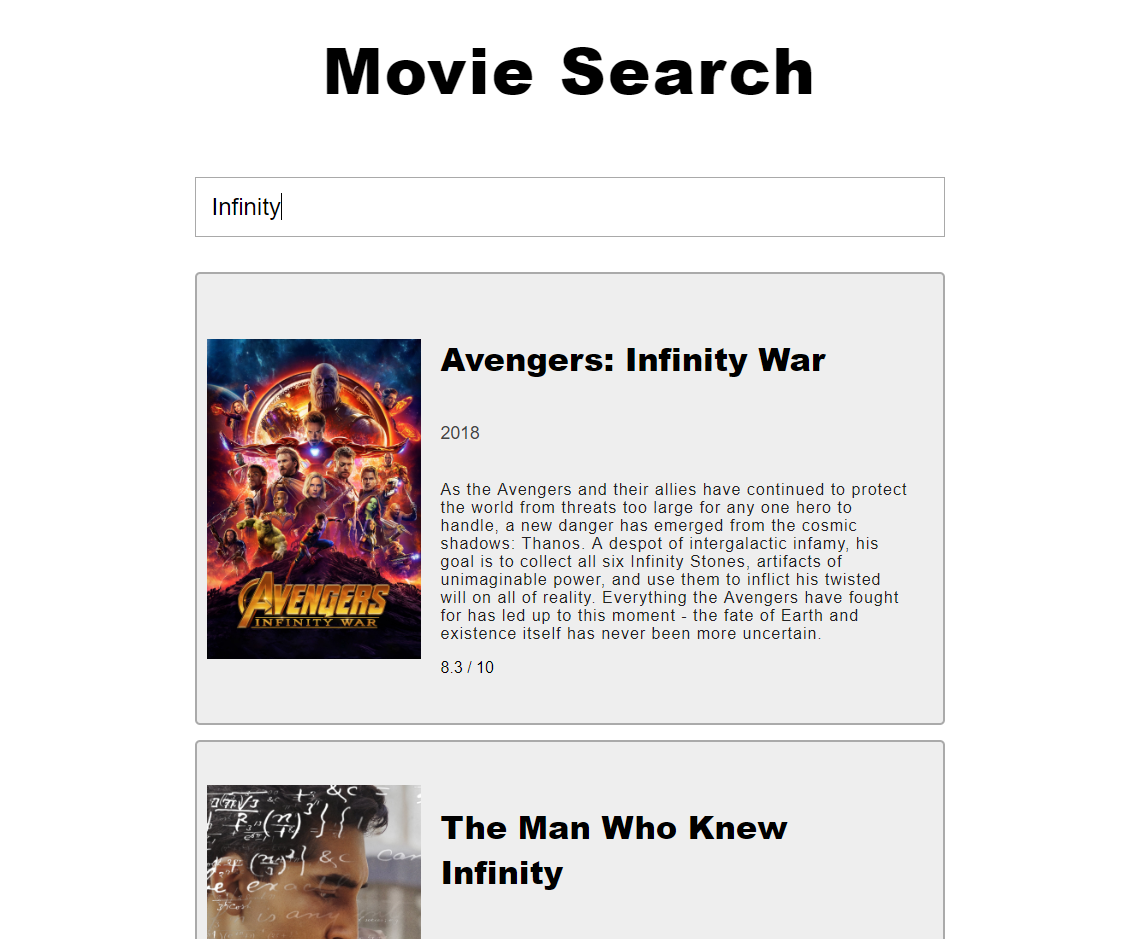 Movie Search
Infinity
Avengers: Infinity War
2018
As the Avengers and their allies have continued to protect
the world from threats too large for any one hero to
handle, a new danger has emerged from the cosmic
shadows: Thanos. A despot of intergalactic infamy, his
goal is to collect all six Infinity Stones, artifacts of
unimaginable power, and use them to inflict his twisted
will on all of reality. Everything the Avengers have fought
for has led up to this moment - the fate of Earth and
existence itself has never been more uncertain.
8.3 / 10
AVENGERS
INFINITY WAR
The Man Who Knew
Infinity